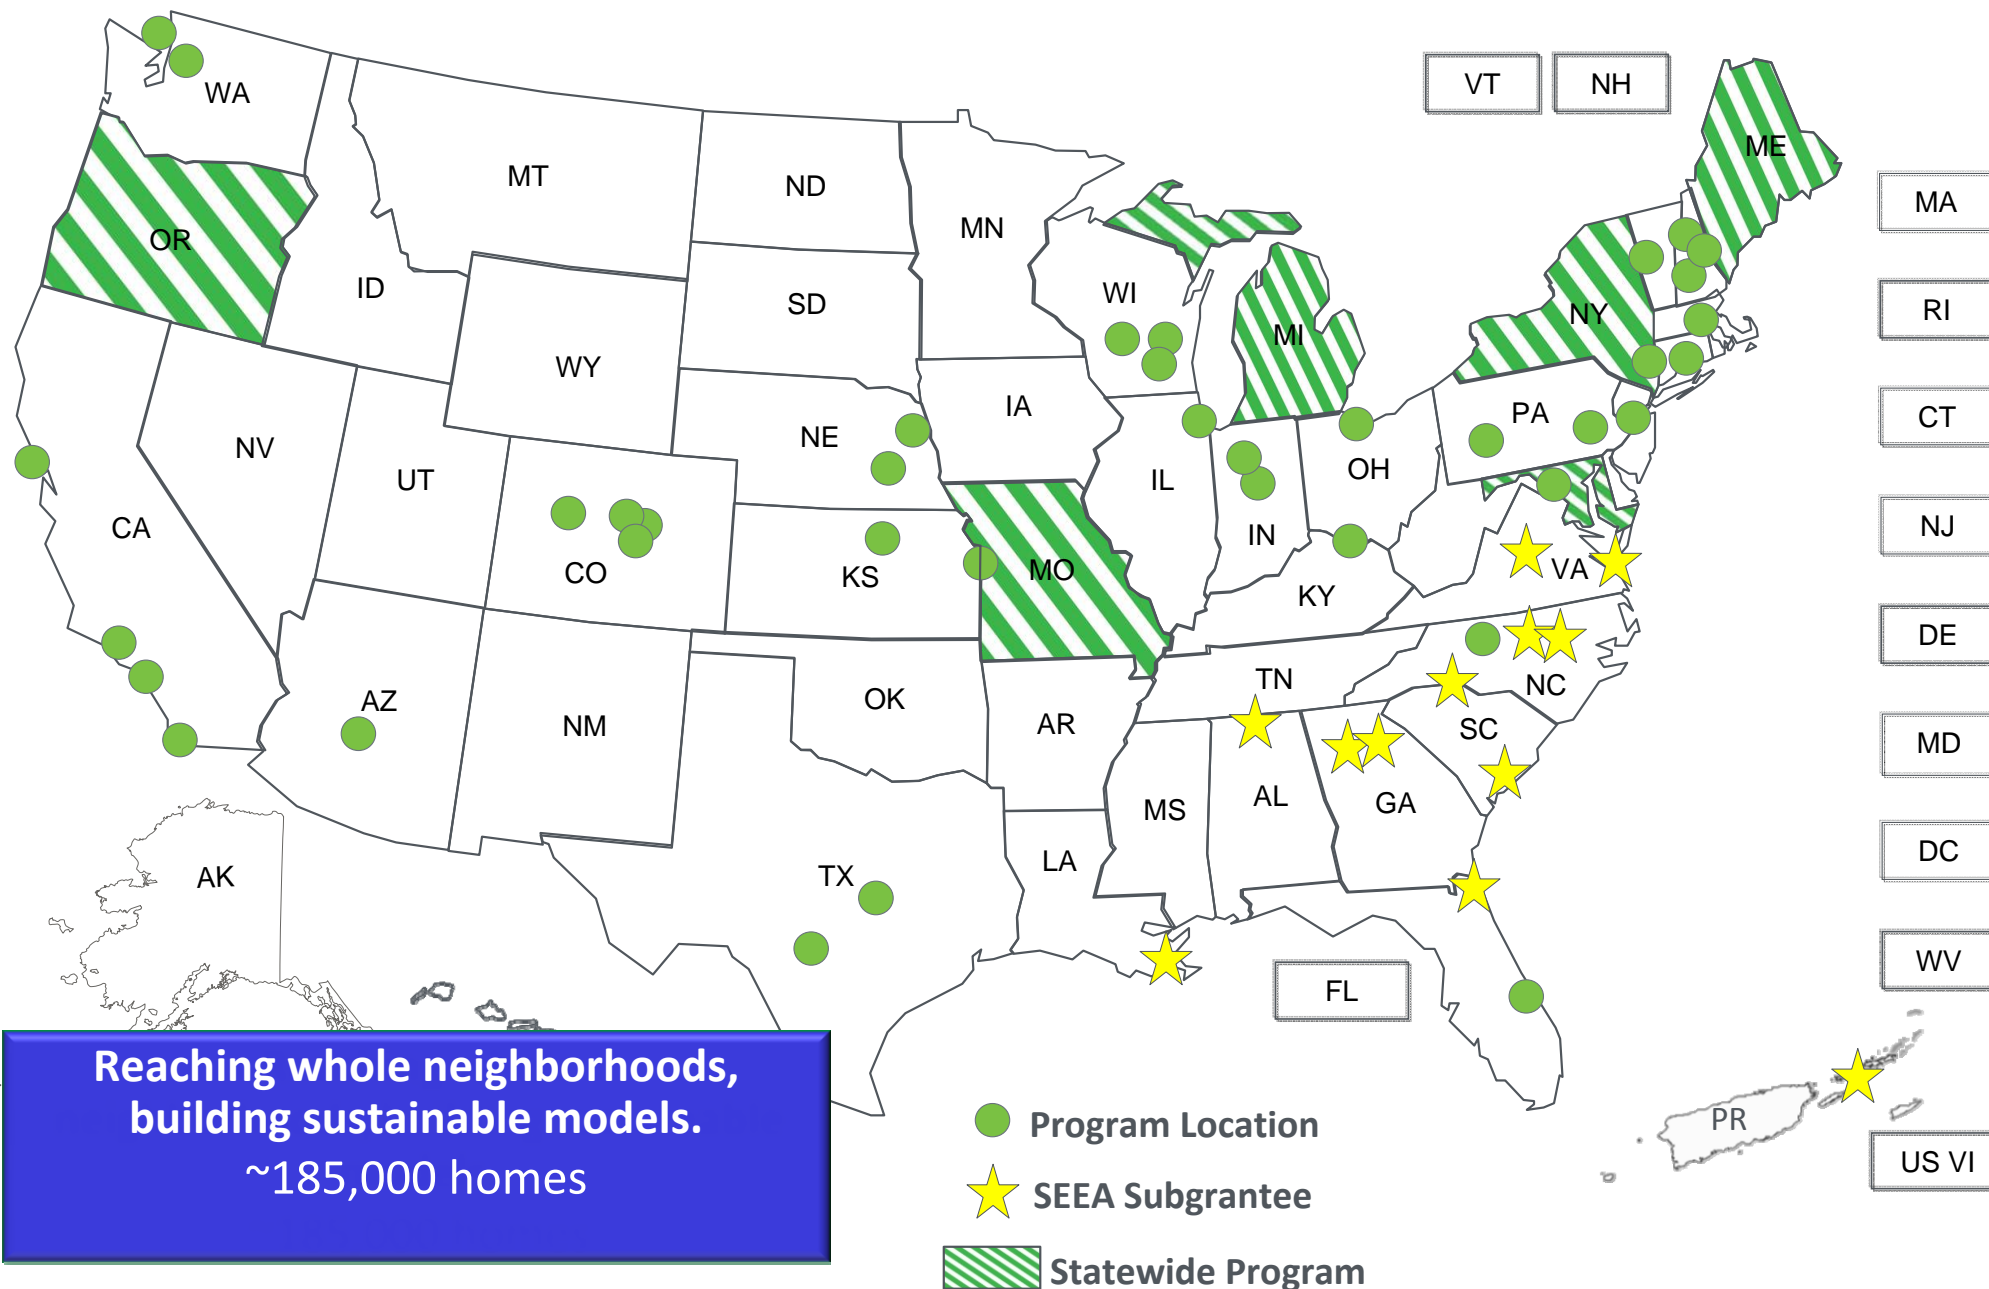 VT
NH
WA
ME
MT
ND
MA
MN
OR
ID
SD
WI
RI
NY
MI
WY
IA
PA
CT
NE
NV
UT
IL
OH
CA
NJ
IN
CO
KS
MO
VA
KY
DE
TN
NC
AZ
OK
NM
AR
SC
MD
MS
AL
GA
DC
LA
AK
TX
WV
FL
Reaching whole neighborhoods,
building sustainable models.
~185,000 homes
Program Location
PR
US VI
SEEA Subgrantee
Statewide Program